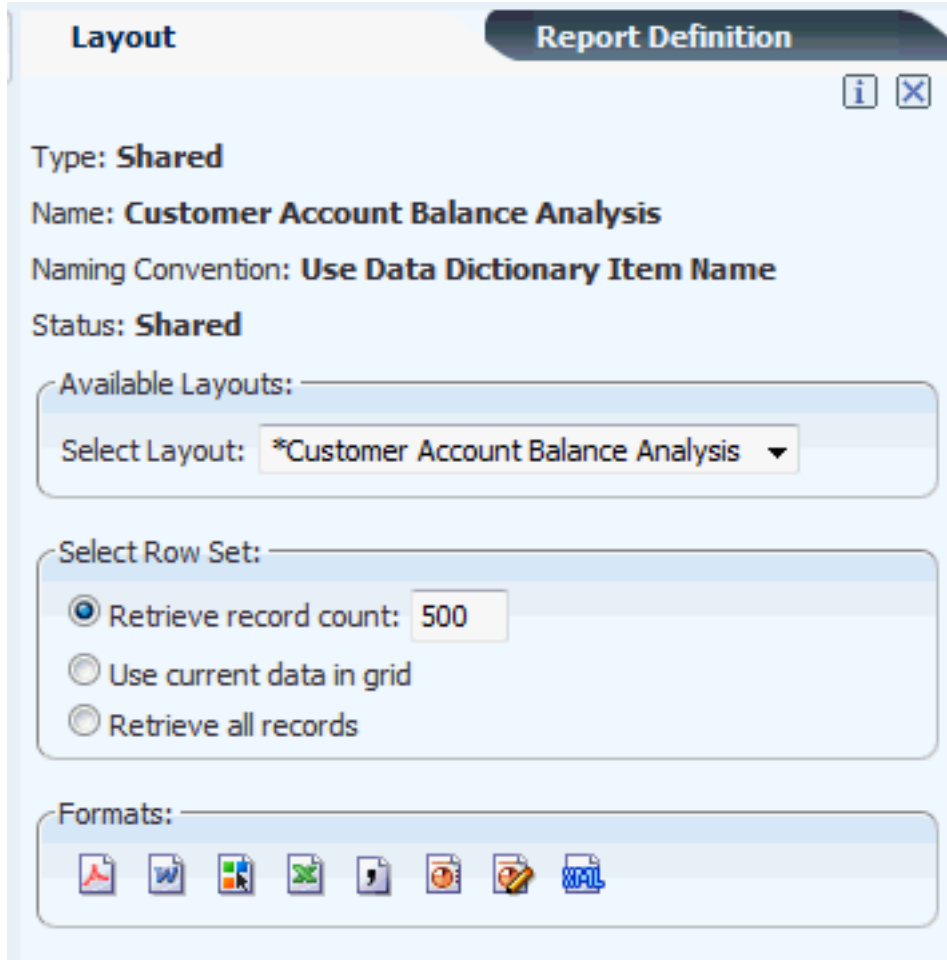 Layout
Report Definition
Type: Shared
Name: Customer Account Balance Analysis
Naming Convention: Use Data Dictionary Item Name
Status: Shared
Available Layouts:
Select Layout: *Customer Account Balance Analysis
Select Row Set:
Retrieve record count: 500
Use current data in grid
Retrieve all records
Formats:
XML